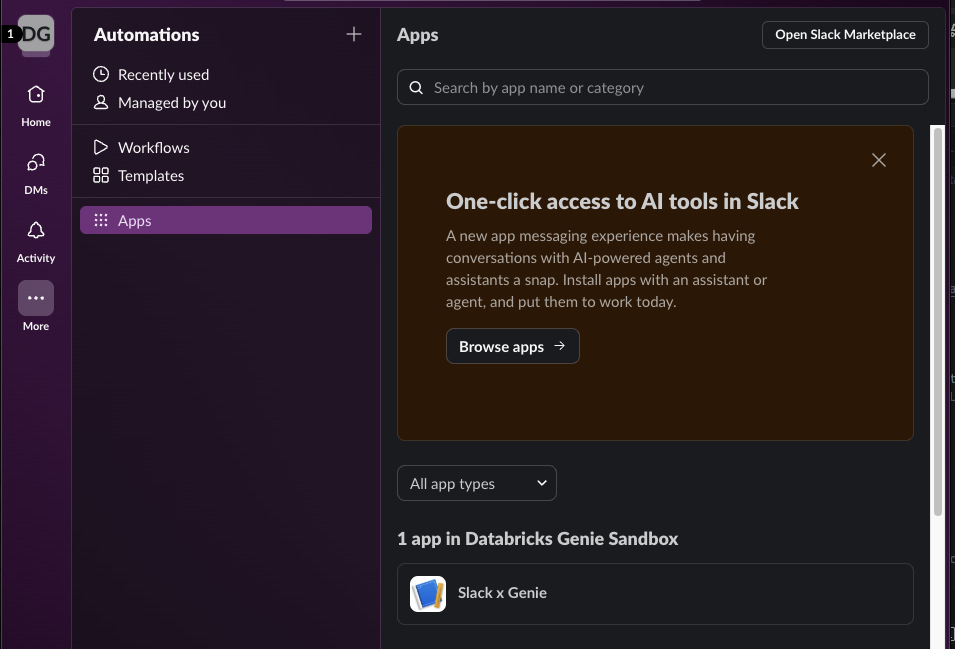 1
DG
Home
DMs
Activity
More
Automations
Recently used
Managed by you
Workflows
Templates
Apps
Apps
Open Slack Marketplace
Search by app name or category
One-click access to AI tools in Slack
A new app messaging experience makes having
conversations with AI-powered agents and
assistants a snap. Install apps with an assistant or
agent, and put them to work today.
Browse apps →
All app types
1 app in Databricks Genie Sandbox
Slack x Genie